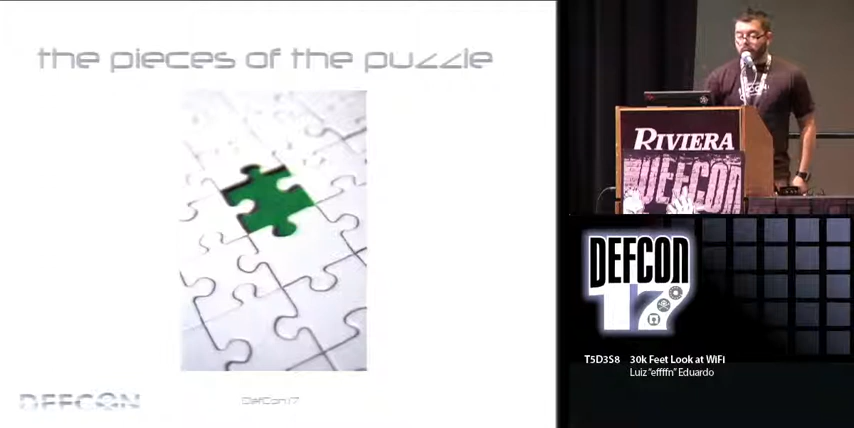 the pieces of the puzzle
DEFCON
DefCon 17
RIVIERA
DEFCON
DEFCON
17
T5D3S8 30k Feet Look at WiFi
Luiz "effffn" Eduardo